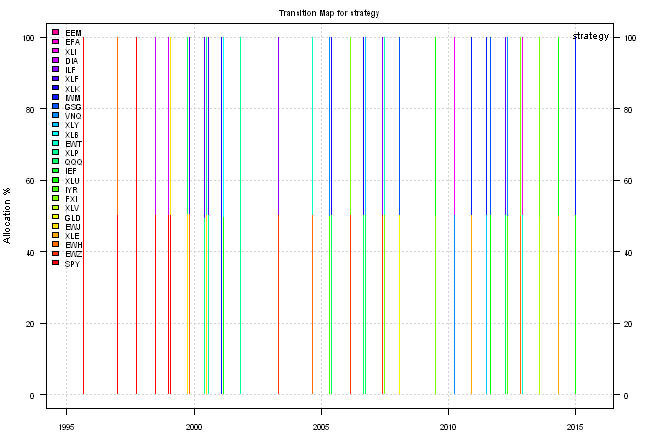 Transition Map for strategy
strategy
Allocation %
100
80
60
40
20
0
EEM
EFA
XLI
DIA
ILF
XLF
XLK
IWM
GSG
VNQ
XLY
XLB
EWT
XLP
QQQ
IEF
XLU
IYR
FXI
XLV
GLD
EWJ
XLE
EWH
EWZ
SPY
100
80
60
40
20
0
1995
2000
2005
2010
2015